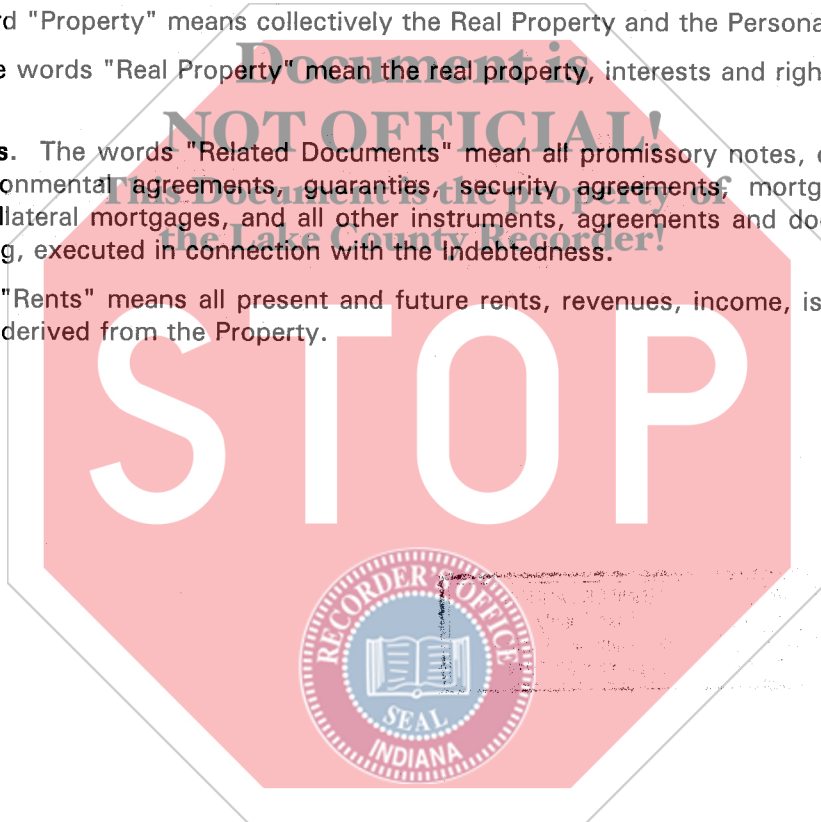 rd "Property" means collectively the Real Property and the Persona
e words "Real Property" mean the real property, interests and righ
s. The words "Related Documents" mean all promissory notes,
onmental agreements, guaranties, security agreements, mortg
llateral mortgages, and all other instruments, agreements and do
g, executed in connection with the Indebtedness.
"Rents" means all present and future rents, revenues, income, is
derived from the Property.
Document is
NOT OFFICIAL!
This Document is the property of
the Lake County Recorder!
STOP
RECORDER'S OFFICE
SEAL
INDIANA